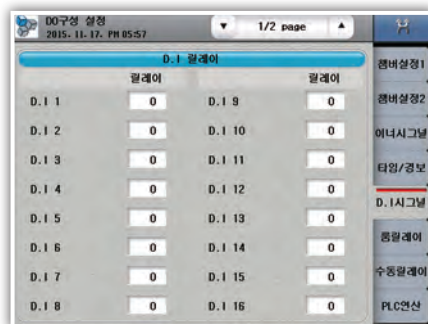 DO구성 설정
2015. 11. 17. PM 05:57
▼ 1/2 page ▲
D.I 릴레이
릴레이 릴레이
D.I 1 0 D.I 9 0
D.I 2 0 D.I 10 0
D.I 3 0 D.I 11 0
D.I 4 0 D.I 12 0
D.I 5 0 D.I 13 0
D.I 6 0 D.I 14 0
D.I 7 0 D.I 15 0
D.I 8 0 D.I 16 0
챔버설정1
챔버설정2
이너시그널
타임/경보
D.I시그널
룸릴레이
수동릴레이
PLC연산